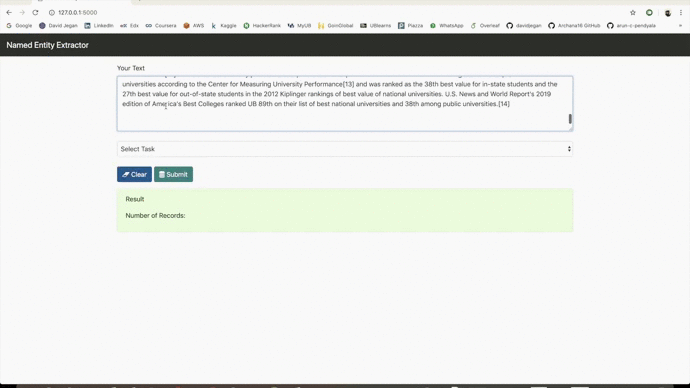 127.0.0.1:5000
Google David Jegan LinkedIn Edx Coursera AWS Kaggle HackerRank MyUB GoinGlobal UBlearns Piazza WhatsApp Overleaf davidjegan Archana16 GitHub arun-c-pendyala
Named Entity Extractor
Your Text
universities according to the Center for Measuring University Performance[13] and was ranked as the 38th best value for in-state students and the
27th best value for out-of-state students in the 2012 Kiplinger rankings of best value of national universities. U.S. News and World Report's 2019
edition of America's Best Colleges ranked UB 89th on their list of best national universities and 38th among public universities.[14]
Select Task
Clear Submit
Result
Number of Records: